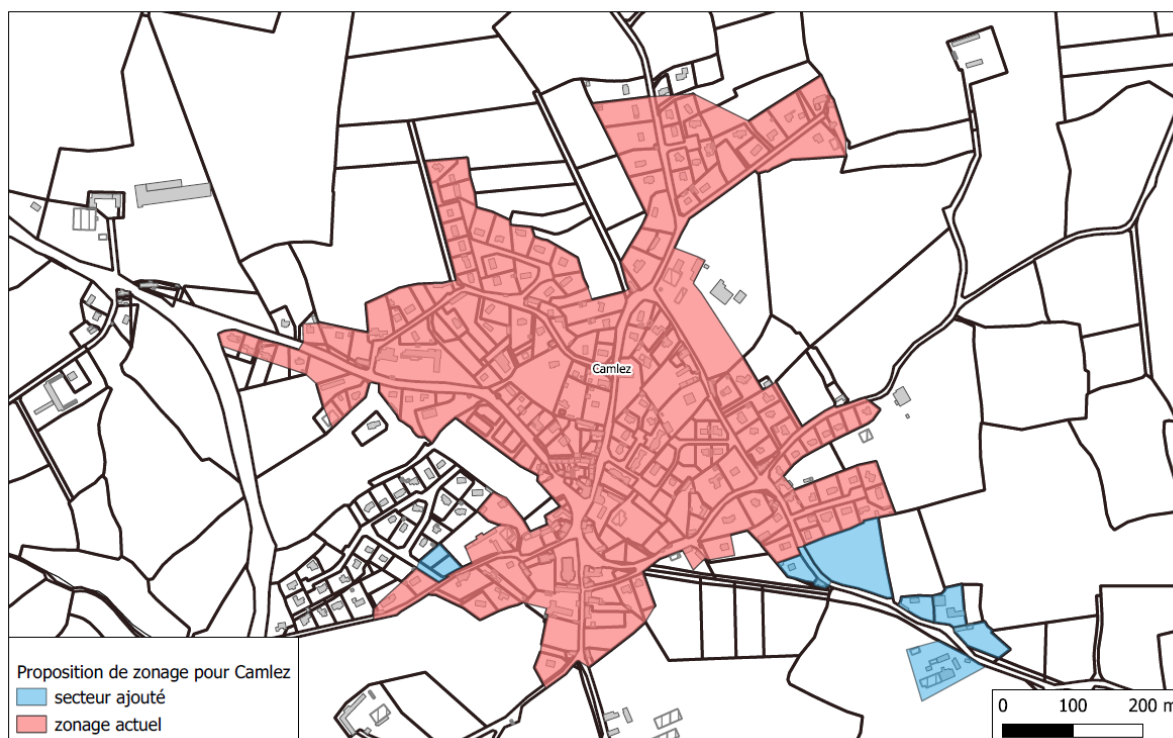 Camlez
Proposition de zonage pour Camlez
secteur ajouté
zonage actuel
0 100 200 m